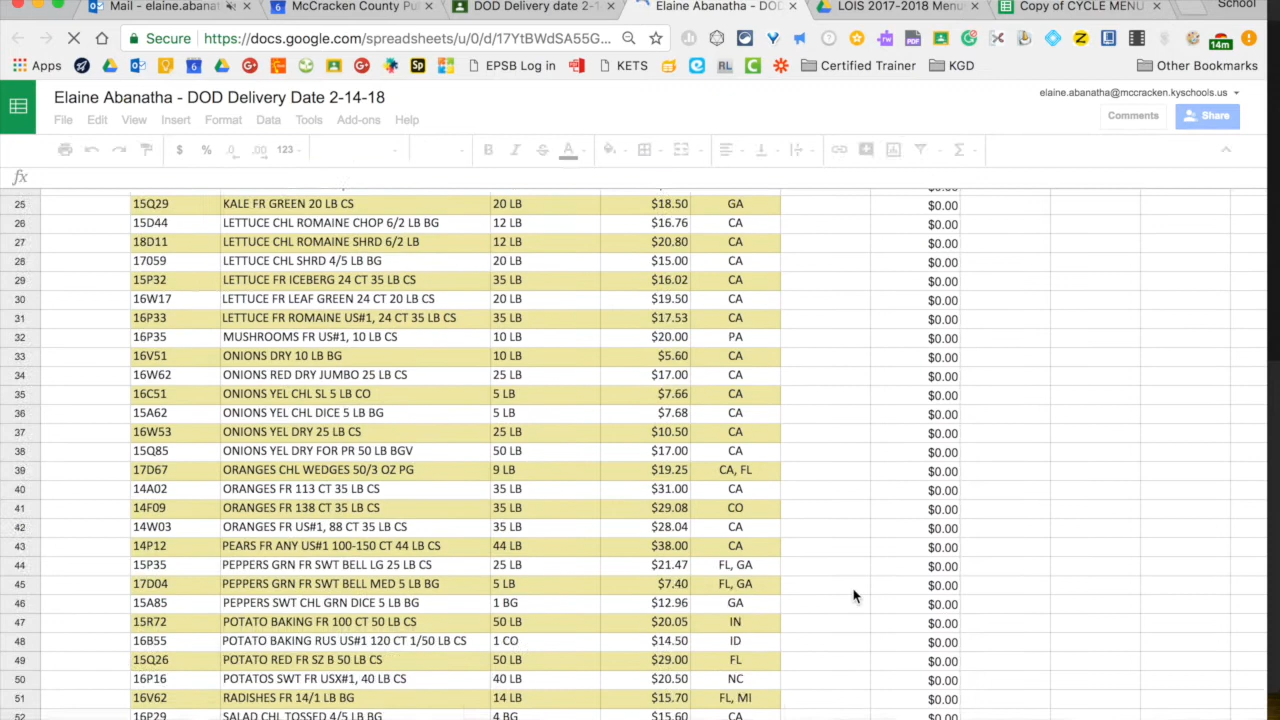 Mail - elaine.abanat
McCracken County Pu
DOD Delivery date 2-1
Elaine Abanatha - DOD
LOIS 2017-2018 Menu
Copy of CYCLE MENU
School
Secure https://docs.google.com/spreadsheets/u/0/d/17YtBWdSA55G...
14m
Apps
EPSB Log in
KETS
Certified Trainer
KGD
Other Bookmarks
Elaine Abanatha - DOD Delivery Date 2-14-18
elaine.abanatha@mccracken.kyschools.us
File Edit View Insert Format Data Tools Add-ons Help
Comments
Share
$ % .0 .00 123
fx
25 15Q29 KALE FR GREEN 20 LB CS 20 LB $18.50 GA $0.00
26 15D44 LETTUCE CHL ROMAINE CHOP 6/2 LB BG 12 LB $16.76 CA $0.00
27 18D11 LETTUCE CHL ROMAINE SHRD 6/2 LB 12 LB $20.80 CA $0.00
28 17059 LETTUCE CHL SHRD 4/5 LB BG 20 LB $15.00 CA $0.00
29 15P32 LETTUCE FR ICEBERG 24 CT 35 LB CS 35 LB $16.02 CA $0.00
30 16W17 LETTUCE FR LEAF GREEN 24 CT 20 LB CS 20 LB $19.50 CA $0.00
31 16P33 LETTUCE FR ROMAINE US#1, 24 CT 35 LB CS 35 LB $17.53 CA $0.00
32 16P35 MUSHROOMS FR US#1, 10 LB CS 10 LB $20.00 PA $0.00
33 16V51 ONIONS DRY 10 LB BG 10 LB $5.60 CA $0.00
34 16W62 ONIONS RED DRY JUMBO 25 LB CS 25 LB $17.00 CA $0.00
35 16C51 ONIONS YEL CHL SL 5 LB CO 5 LB $7.66 CA $0.00
36 15A62 ONIONS YEL CHL DICE 5 LB BG 5 LB $7.68 CA $0.00
37 16W53 ONIONS YEL DRY 25 LB CS 25 LB $10.50 CA $0.00
38 15Q85 ONIONS YEL DRY FOR PR 50 LB BGV 50 LB $17.00 CA $0.00
39 17D67 ORANGES CHL WEDGES 50/3 OZ PG 9 LB $19.25 CA, FL $0.00
40 14A02 ORANGES FR 113 CT 35 LB CS 35 LB $31.00 CA $0.00
41 14F09 ORANGES FR 138 CT 35 LB CS 35 LB $29.08 CO $0.00
42 14W03 ORANGES FR US#1, 88 CT 35 LB CS 35 LB $28.04 CA $0.00
43 14P12 PEARS FR ANY US#1 100-150 CT 44 LB CS 44 LB $38.00 CA $0.00
44 15P35 PEPPERS GRN FR SWT BELL LG 25 LB CS 25 LB $21.47 FL, GA $0.00
45 17D04 PEPPERS GRN FR SWT BELL MED 5 LB BG 5 LB $7.40 FL, GA $0.00
46 15A85 PEPPERS SWT CHL GRN DICE 5 LB BG 1 BG $12.96 GA $0.00
47 15R72 POTATO BAKING FR 100 CT 50 LB CS 50 LB $20.05 IN $0.00
48 16B55 POTATO BAKING RUS US#1 120 CT 1/50 LB CS 1 CO $14.50 ID $0.00
49 15Q26 POTATO RED FR SZ B 50 LB CS 50 LB $29.00 FL $0.00
50 16P16 POTATOS SWT FR USX#1, 40 LB CS 40 LB $20.50 NC $0.00
51 16V62 RADISHES FR 14/1 LB BG 14 LB $15.70 FL, MI $0.00
52 16P29 SALAD CHL TOSSED 4/5 LB BG 4 BG $15.60 CA $0.00